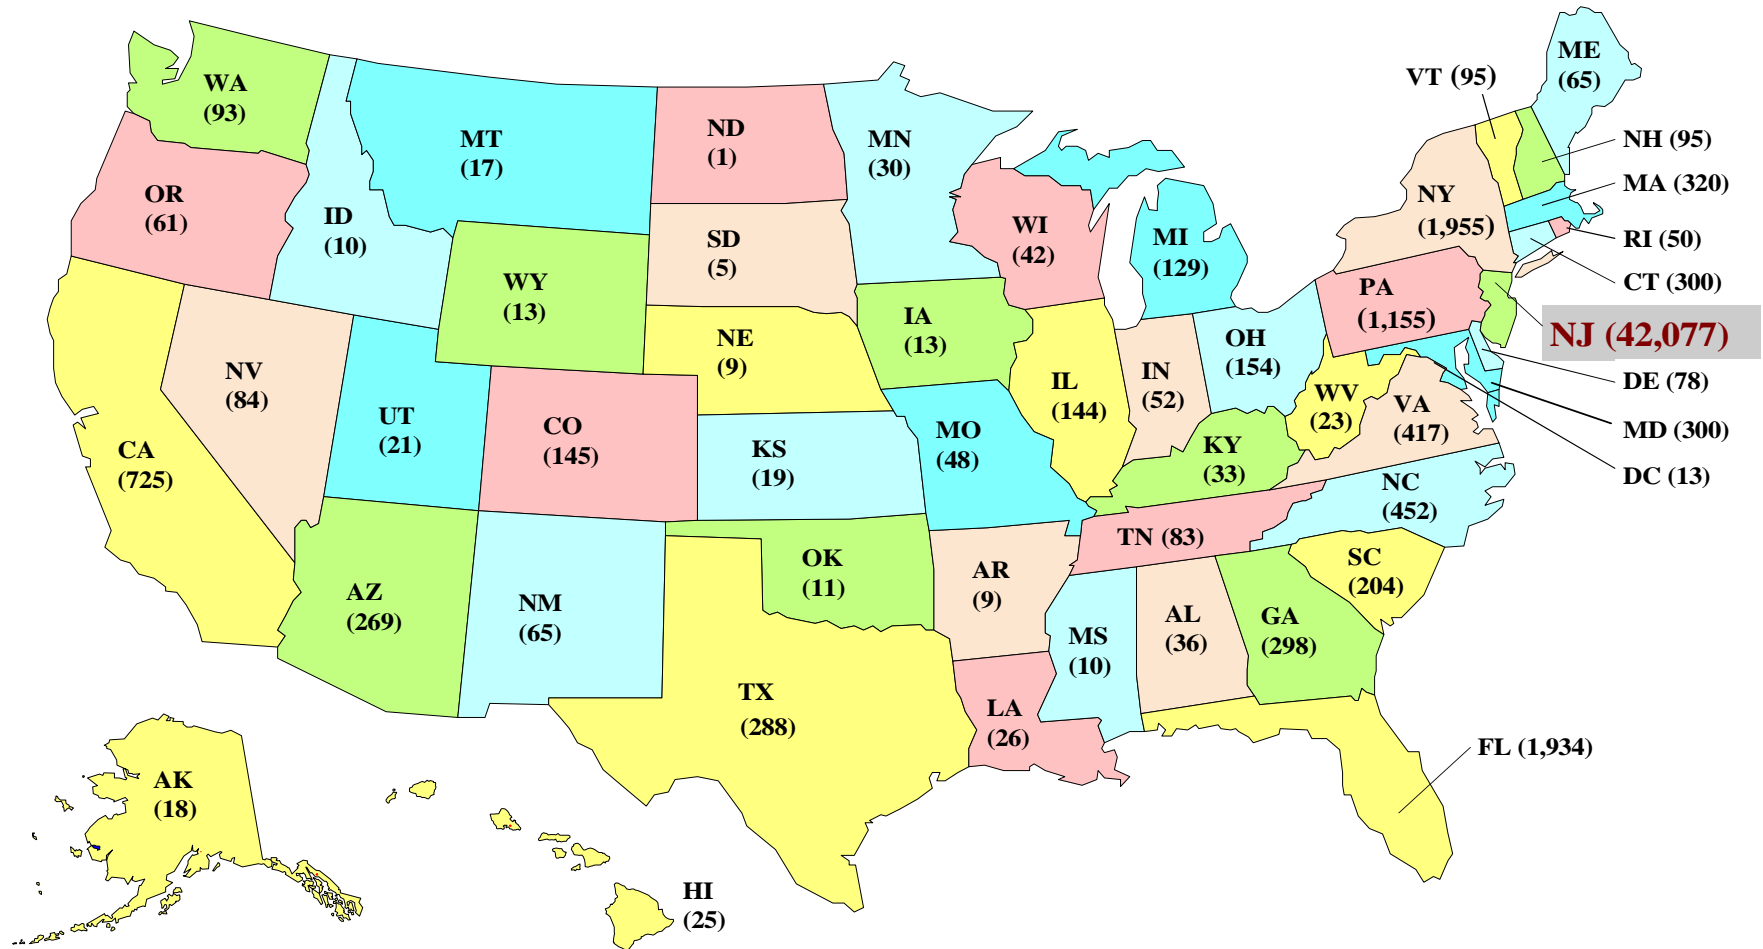 WA
(93)
OR
(61)
CA
(725)
ID
(10)
NV
(84)
MT
(17)
WY
(13)
UT
(21)
AZ
(269)
CO
(145)
NM
(65)
ND
(1)
SD
(5)
NE
(9)
KS
(19)
OK
(11)
TX
(288)
MN
(30)
IA
(13)
MO
(48)
AR
(9)
LA
(26)
WI
(42)
IL
(144)
MI
(129)
IN
(52)
OH
(154)
KY
(33)
TN (83)
MS
(10)
AL
(36)
GA
(298)
SC
(204)
NC
(452)
VA
(417)
WV
(23)
PA
(1,155)
NY
(1,955)
VT (95)
ME
(65)
NH (95)
MA (320)
RI (50)
CT (300)
NJ (42,077)
DE (78)
MD (300)
DC (13)
FL (1,934)
AK
(18)
HI
(25)